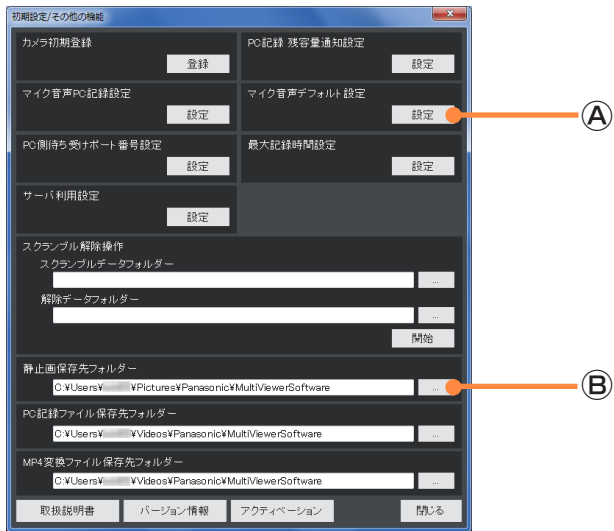 初期設定/その他の機能
カメラ初期登録
登録
PC記録 残容量通知設定
設定
マイク音声PC記録設定
設定
マイク音声デフォルト設定
設定
Ⓐ
PC側待ち受けポート番号設定
設定
最大記録時間設定
設定
サーバ利用設定
設定
スクランブル解除操作
スクランブルデータフォルダー
...
解除データフォルダー
...
開始
静止画保存先フォルダー
C:¥Users¥ ¥Pictures¥Panasonic¥MultiViewerSoftware
...
Ⓑ
PC記録ファイル保存先フォルダー
C:¥Users¥ ¥Videos¥Panasonic¥MultiViewerSoftware
...
MP4変換ファイル保存先フォルダー
C:¥Users¥ ¥Videos¥Panasonic¥MultiViewerSoftware
...
取扱説明書 バージョン情報 アクティベーション 閉じる